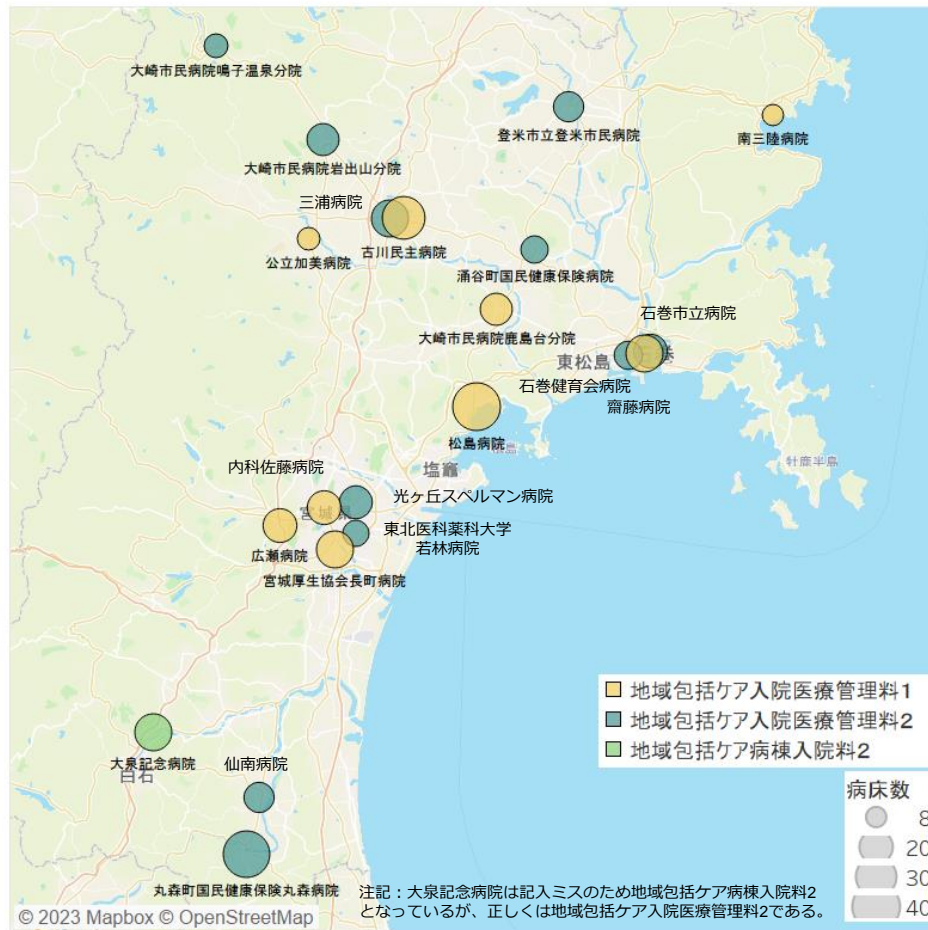 大崎市民病院鳴子温泉分院
登米市立登米市民病院
南三陸病院
大崎市民病院岩出山分院
三浦病院
古川民主病院
公立加美病院
涌谷町国民健康保険病院
大崎市民病院鹿島台分院
石巻市立病院
東松島
石巻健育会病院
齋藤病院
松島病院
塩竈
牡鹿半島
内科佐藤病院
光ヶ丘スペルマン病院
宮城県
東北医科薬科大学
若林病院
広瀬病院
宮城厚生協会長町病院
地域包括ケア入院医療管理料1
地域包括ケア入院医療管理料2
地域包括ケア病棟入院料2
大泉記念病院
白石
仙南病院
病床数
8
20
30
40
丸森町国民健康保険丸森病院
注記：大泉記念病院は記入ミスのため地域包括ケア病棟入院料2
となっているが、正しくは地域包括ケア入院医療管理料2である。
© 2023 Mapbox © OpenStreetMap